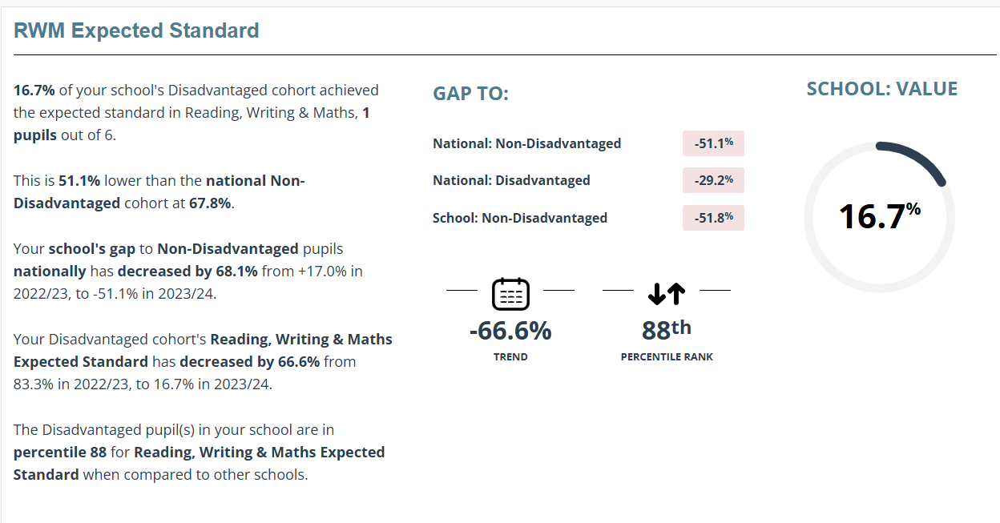 RWM Expected Standard
16.7% of your school's Disadvantaged cohort achieved
the expected standard in Reading, Writing & Maths, 1
pupils out of 6.
This is 51.1% lower than the national Non-
Disadvantaged cohort at 67.8%.
Your school's gap to Non-Disadvantaged pupils
nationally has decreased by 68.1% from +17.0% in
2022/23, to -51.1% in 2023/24.
Your Disadvantaged cohort's Reading, Writing & Maths
Expected Standard has decreased by 66.6% from
83.3% in 2022/23, to 16.7% in 2023/24.
The Disadvantaged pupil(s) in your school are in
percentile 88 for Reading, Writing & Maths Expected
Standard when compared to other schools.
GAP TO:
National: Non-Disadvantaged -51.1%
National: Disadvantaged -29.2%
School: Non-Disadvantaged -51.8%
-66.6%
TREND
88th
PERCENTILE RANK
SCHOOL: VALUE
16.7%